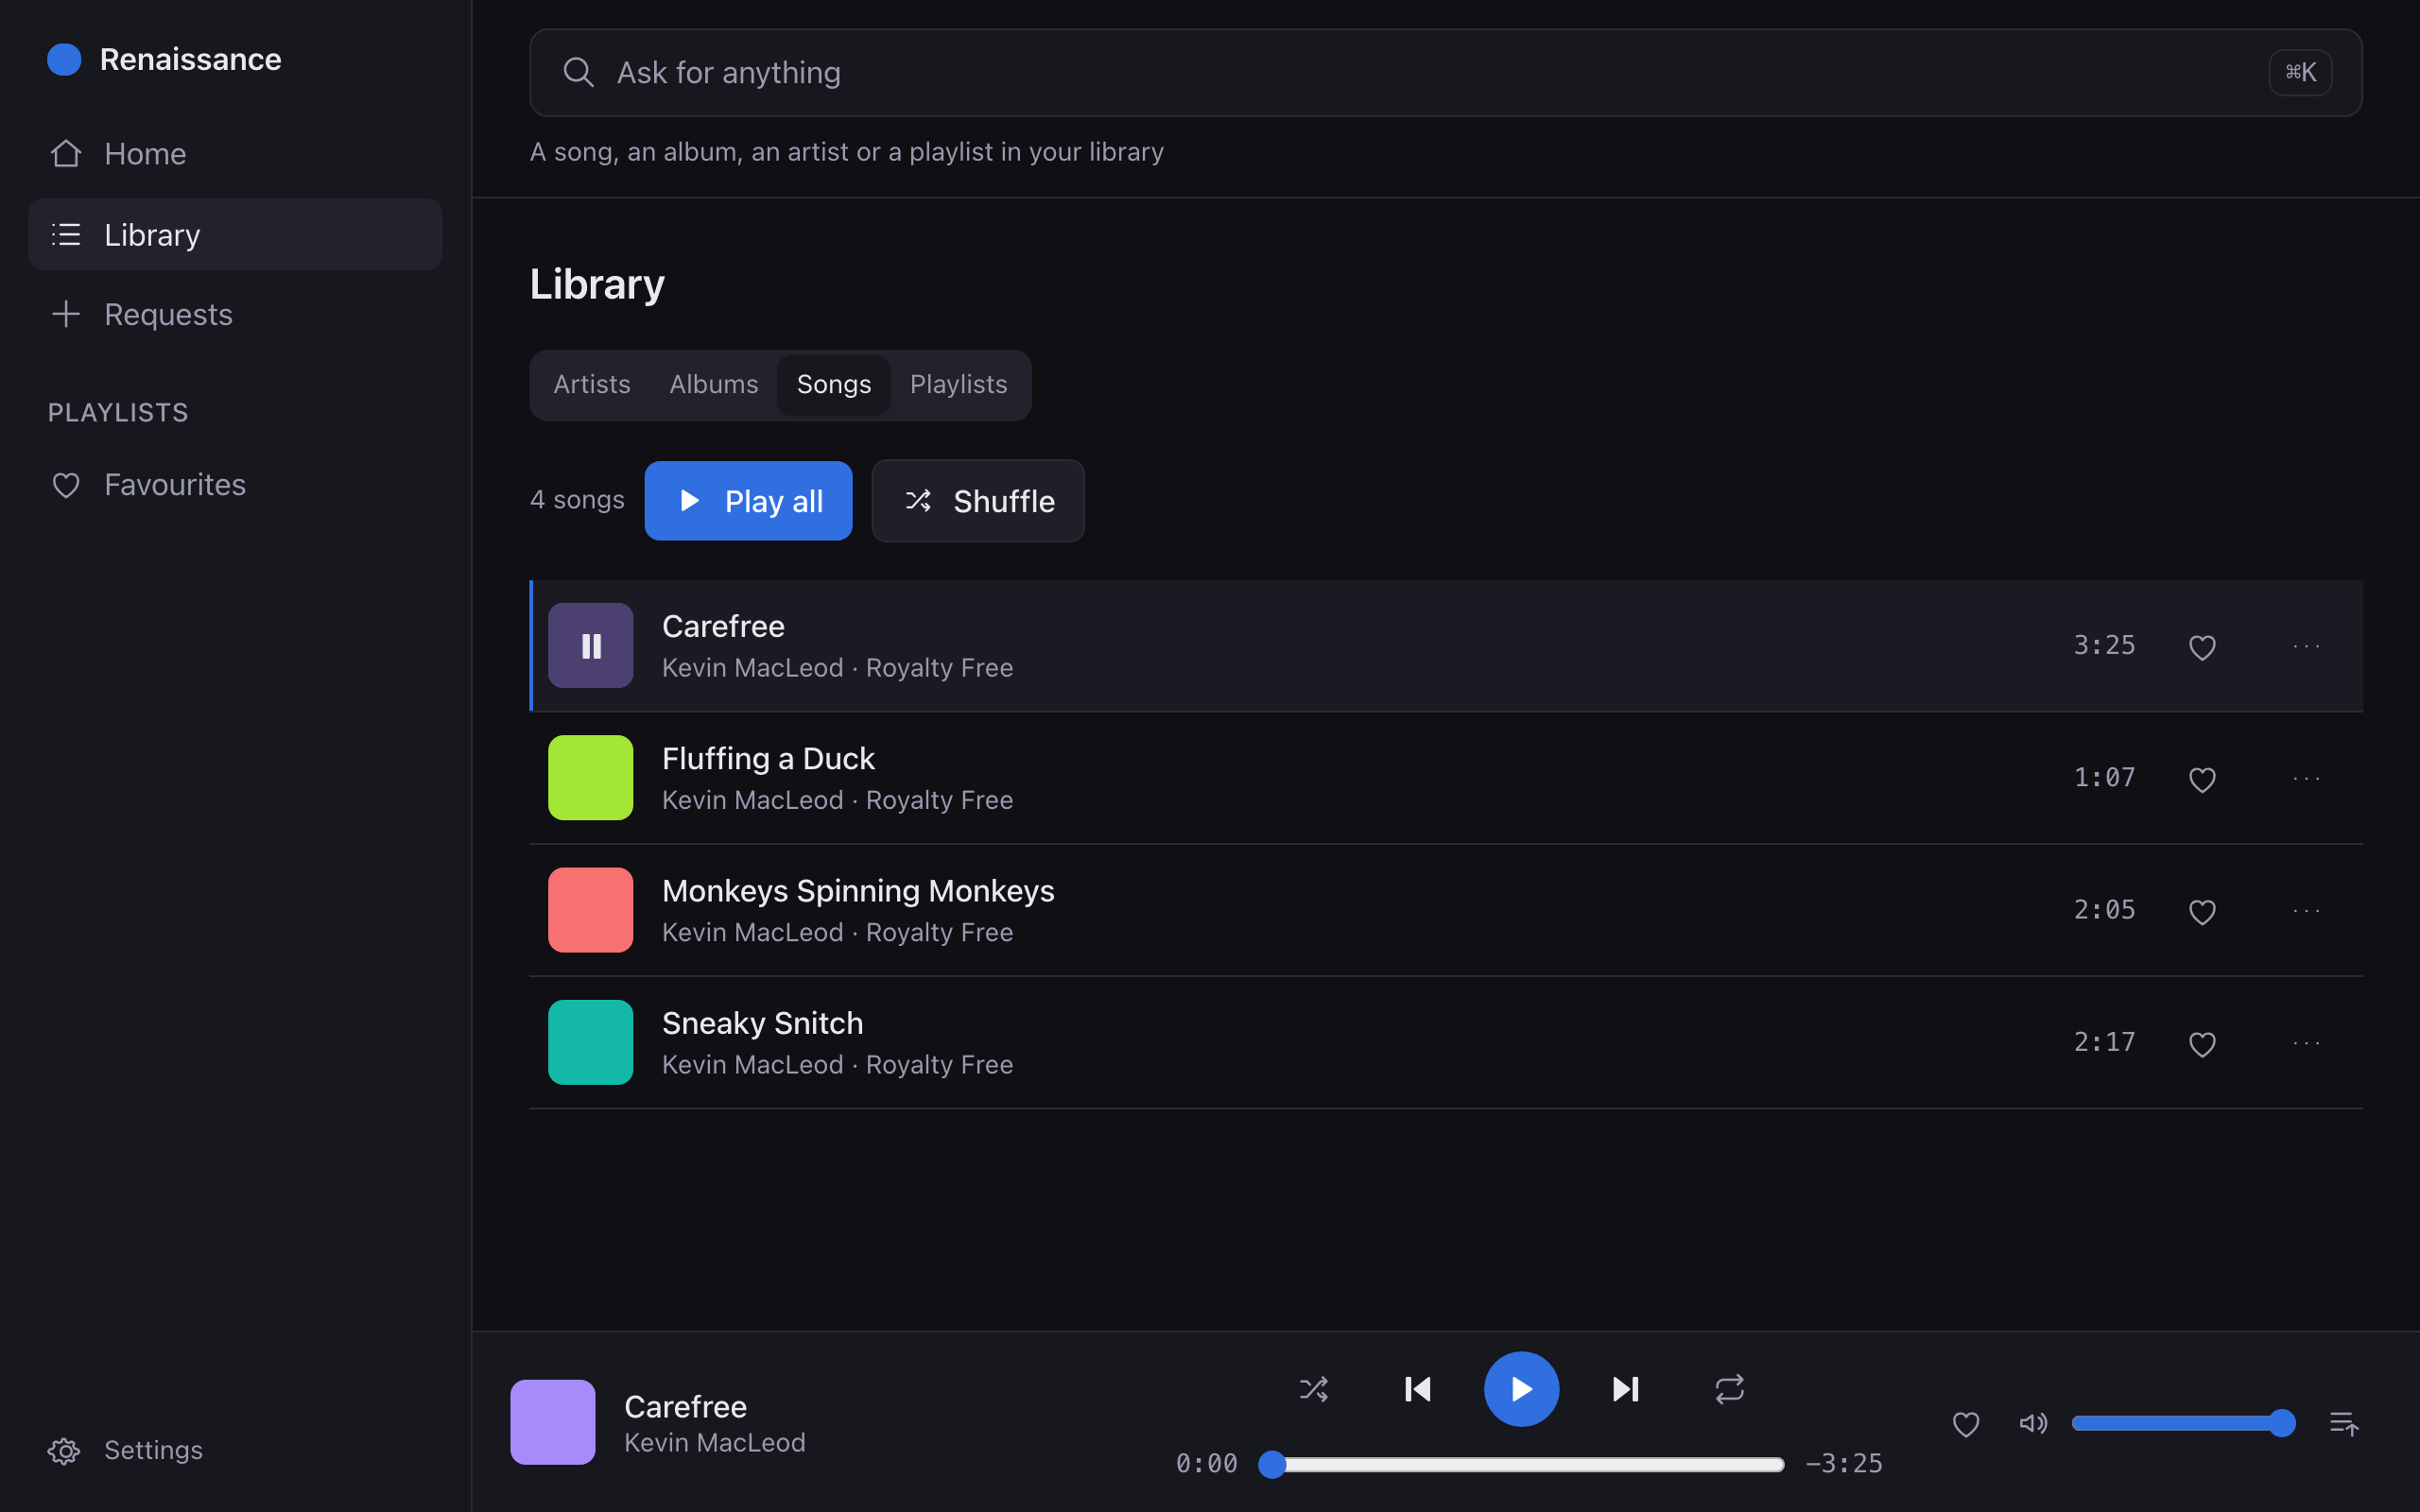 Renaissance
Home
Library
Requests
PLAYLISTS
Favourites
Settings
Ask for anything
⌘K
A song, an album, an artist or a playlist in your library
Library
Artists Albums Songs Playlists
4 songs Play all Shuffle
Carefree
Kevin MacLeod · Royalty Free
3:25
Fluffing a Duck
Kevin MacLeod · Royalty Free
1:07
Monkeys Spinning Monkeys
Kevin MacLeod · Royalty Free
2:05
Sneaky Snitch
Kevin MacLeod · Royalty Free
2:17
Carefree
Kevin MacLeod
0:00
−3:25